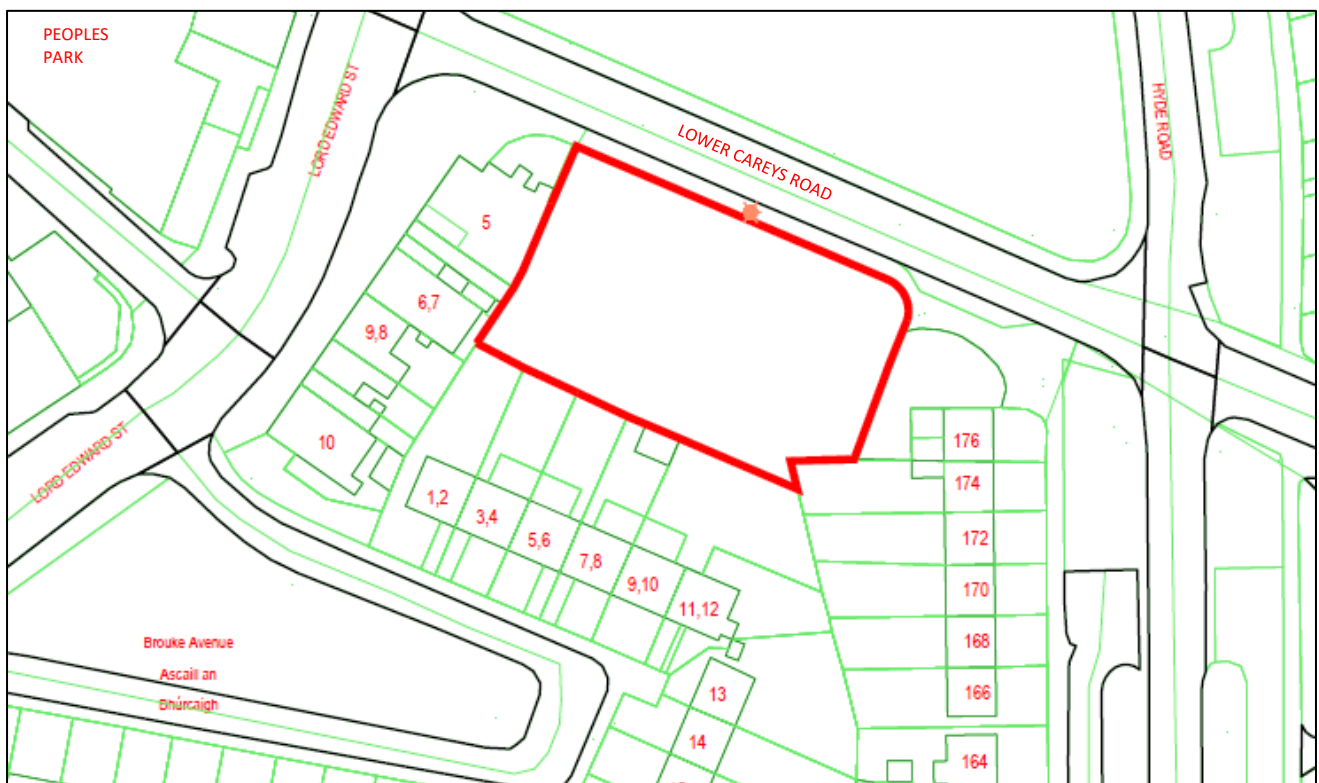 PEOPLES
PARK
LORD EDWARD ST
LOWER CAREYS ROAD
HYDE ROAD
5
6,7
9,8
10
LORD EDWARD ST
1,2
3,4
5,6
7,8
9,10
11,12
176
174
172
170
168
166
164
13
14
Brouke Avenue
Ascaill an
Bhúrcaigh